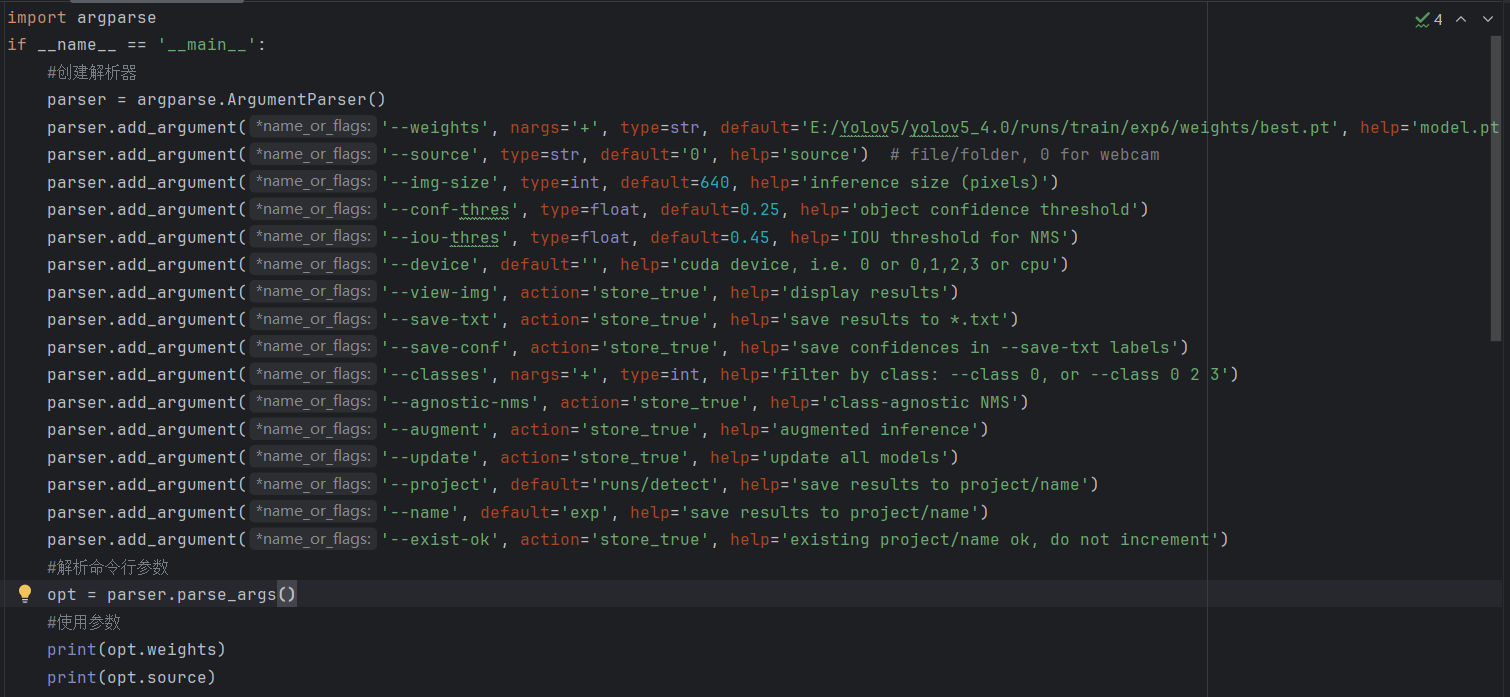 import argparse
if __name__ == '__main__':
#创建解析器
parser = argparse.ArgumentParser()
parser.add_argument( *name_or_flags: '--weights', nargs='+', type=str, default='E:/Yolov5/yolov5_4.0/runs/train/exp6/weights/best.pt', help='model.pt
parser.add_argument( *name_or_flags: '--source', type=str, default='0', help='source')  # file/folder, 0 for webcam
parser.add_argument( *name_or_flags: '--img-size', type=int, default=640, help='inference size (pixels)')
parser.add_argument( *name_or_flags: '--conf-thres', type=float, default=0.25, help='object confidence threshold')
parser.add_argument( *name_or_flags: '--iou-thres', type=float, default=0.45, help='IOU threshold for NMS')
parser.add_argument( *name_or_flags: '--device', default='', help='cuda device, i.e. 0 or 0,1,2,3 or cpu')
parser.add_argument( *name_or_flags: '--view-img', action='store_true', help='display results')
parser.add_argument( *name_or_flags: '--save-txt', action='store_true', help='save results to *.txt')
parser.add_argument( *name_or_flags: '--save-conf', action='store_true', help='save confidences in --save-txt labels')
parser.add_argument( *name_or_flags: '--classes', nargs='+', type=int, help='filter by class: --class 0, or --class 0 2 3')
parser.add_argument( *name_or_flags: '--agnostic-nms', action='store_true', help='class-agnostic NMS')
parser.add_argument( *name_or_flags: '--augment', action='store_true', help='augmented inference')
parser.add_argument( *name_or_flags: '--update', action='store_true', help='update all models')
parser.add_argument( *name_or_flags: '--project', default='runs/detect', help='save results to project/name')
parser.add_argument( *name_or_flags: '--name', default='exp', help='save results to project/name')
parser.add_argument( *name_or_flags: '--exist-ok', action='store_true', help='existing project/name ok, do not increment')
#解析命令行参数
opt = parser.parse_args()
#使用参数
print(opt.weights)
print(opt.source)
4